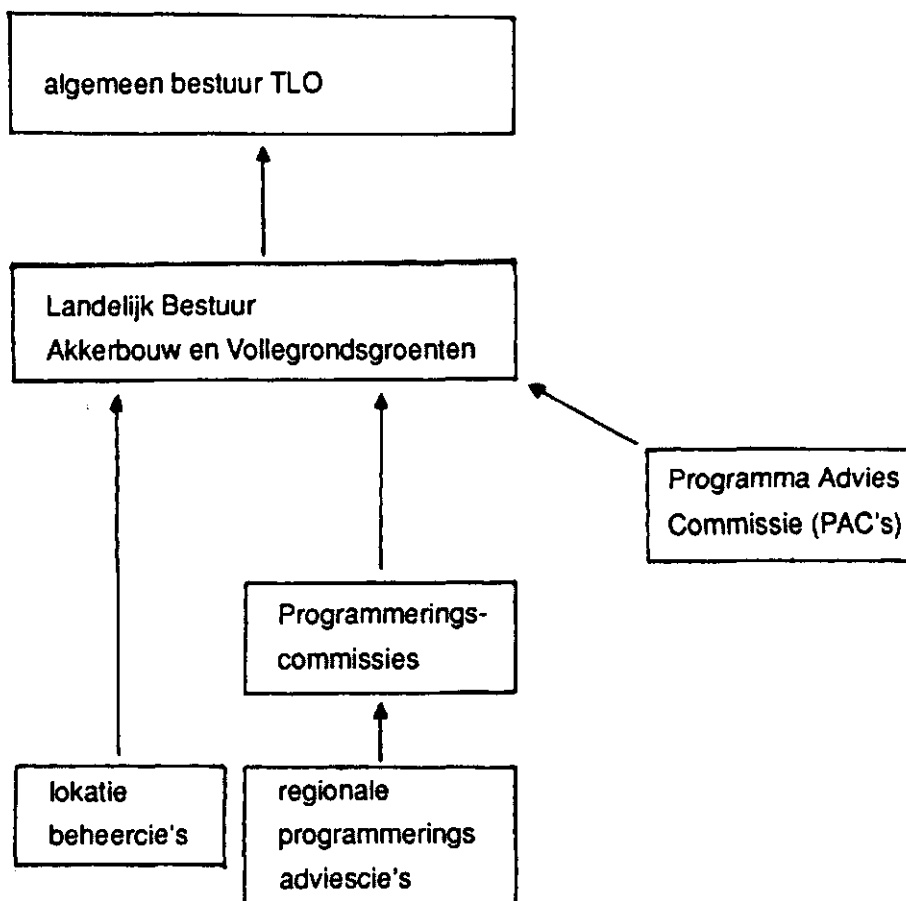 algemeen bestuur TLO
Landelijk Bestuur
Akkerbouw en Vollegrondsgroenten
Programma Advies
Commissie (PAC's)
Programmerings-
commissies
lokatie
beheercie's
regionale
programmerings
adviescie's